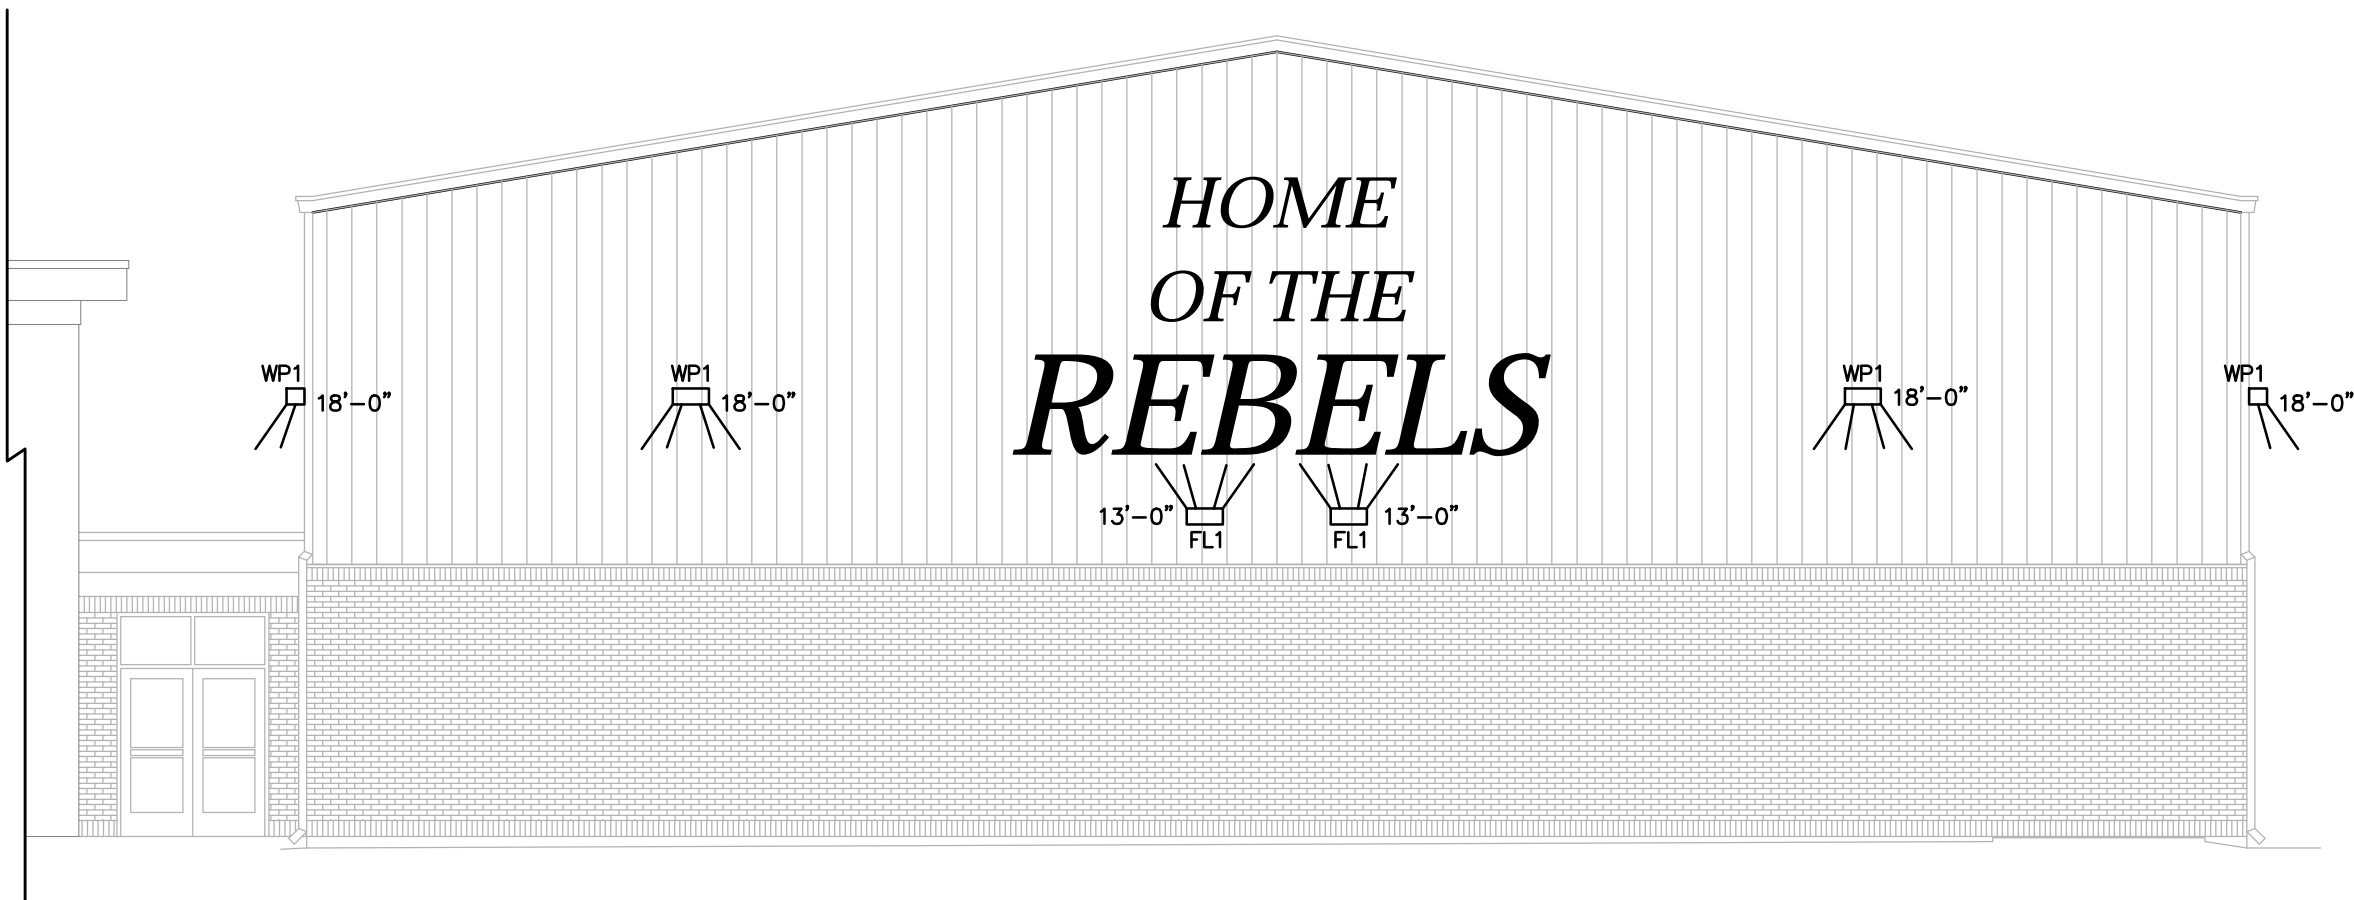 HOME
OF THE
REBELS
WP1
18'-0"
WP1
18'-0"
WP1
18'-0"
WP1
18'-0"
13'-0"
FL1
13'-0"
FL1